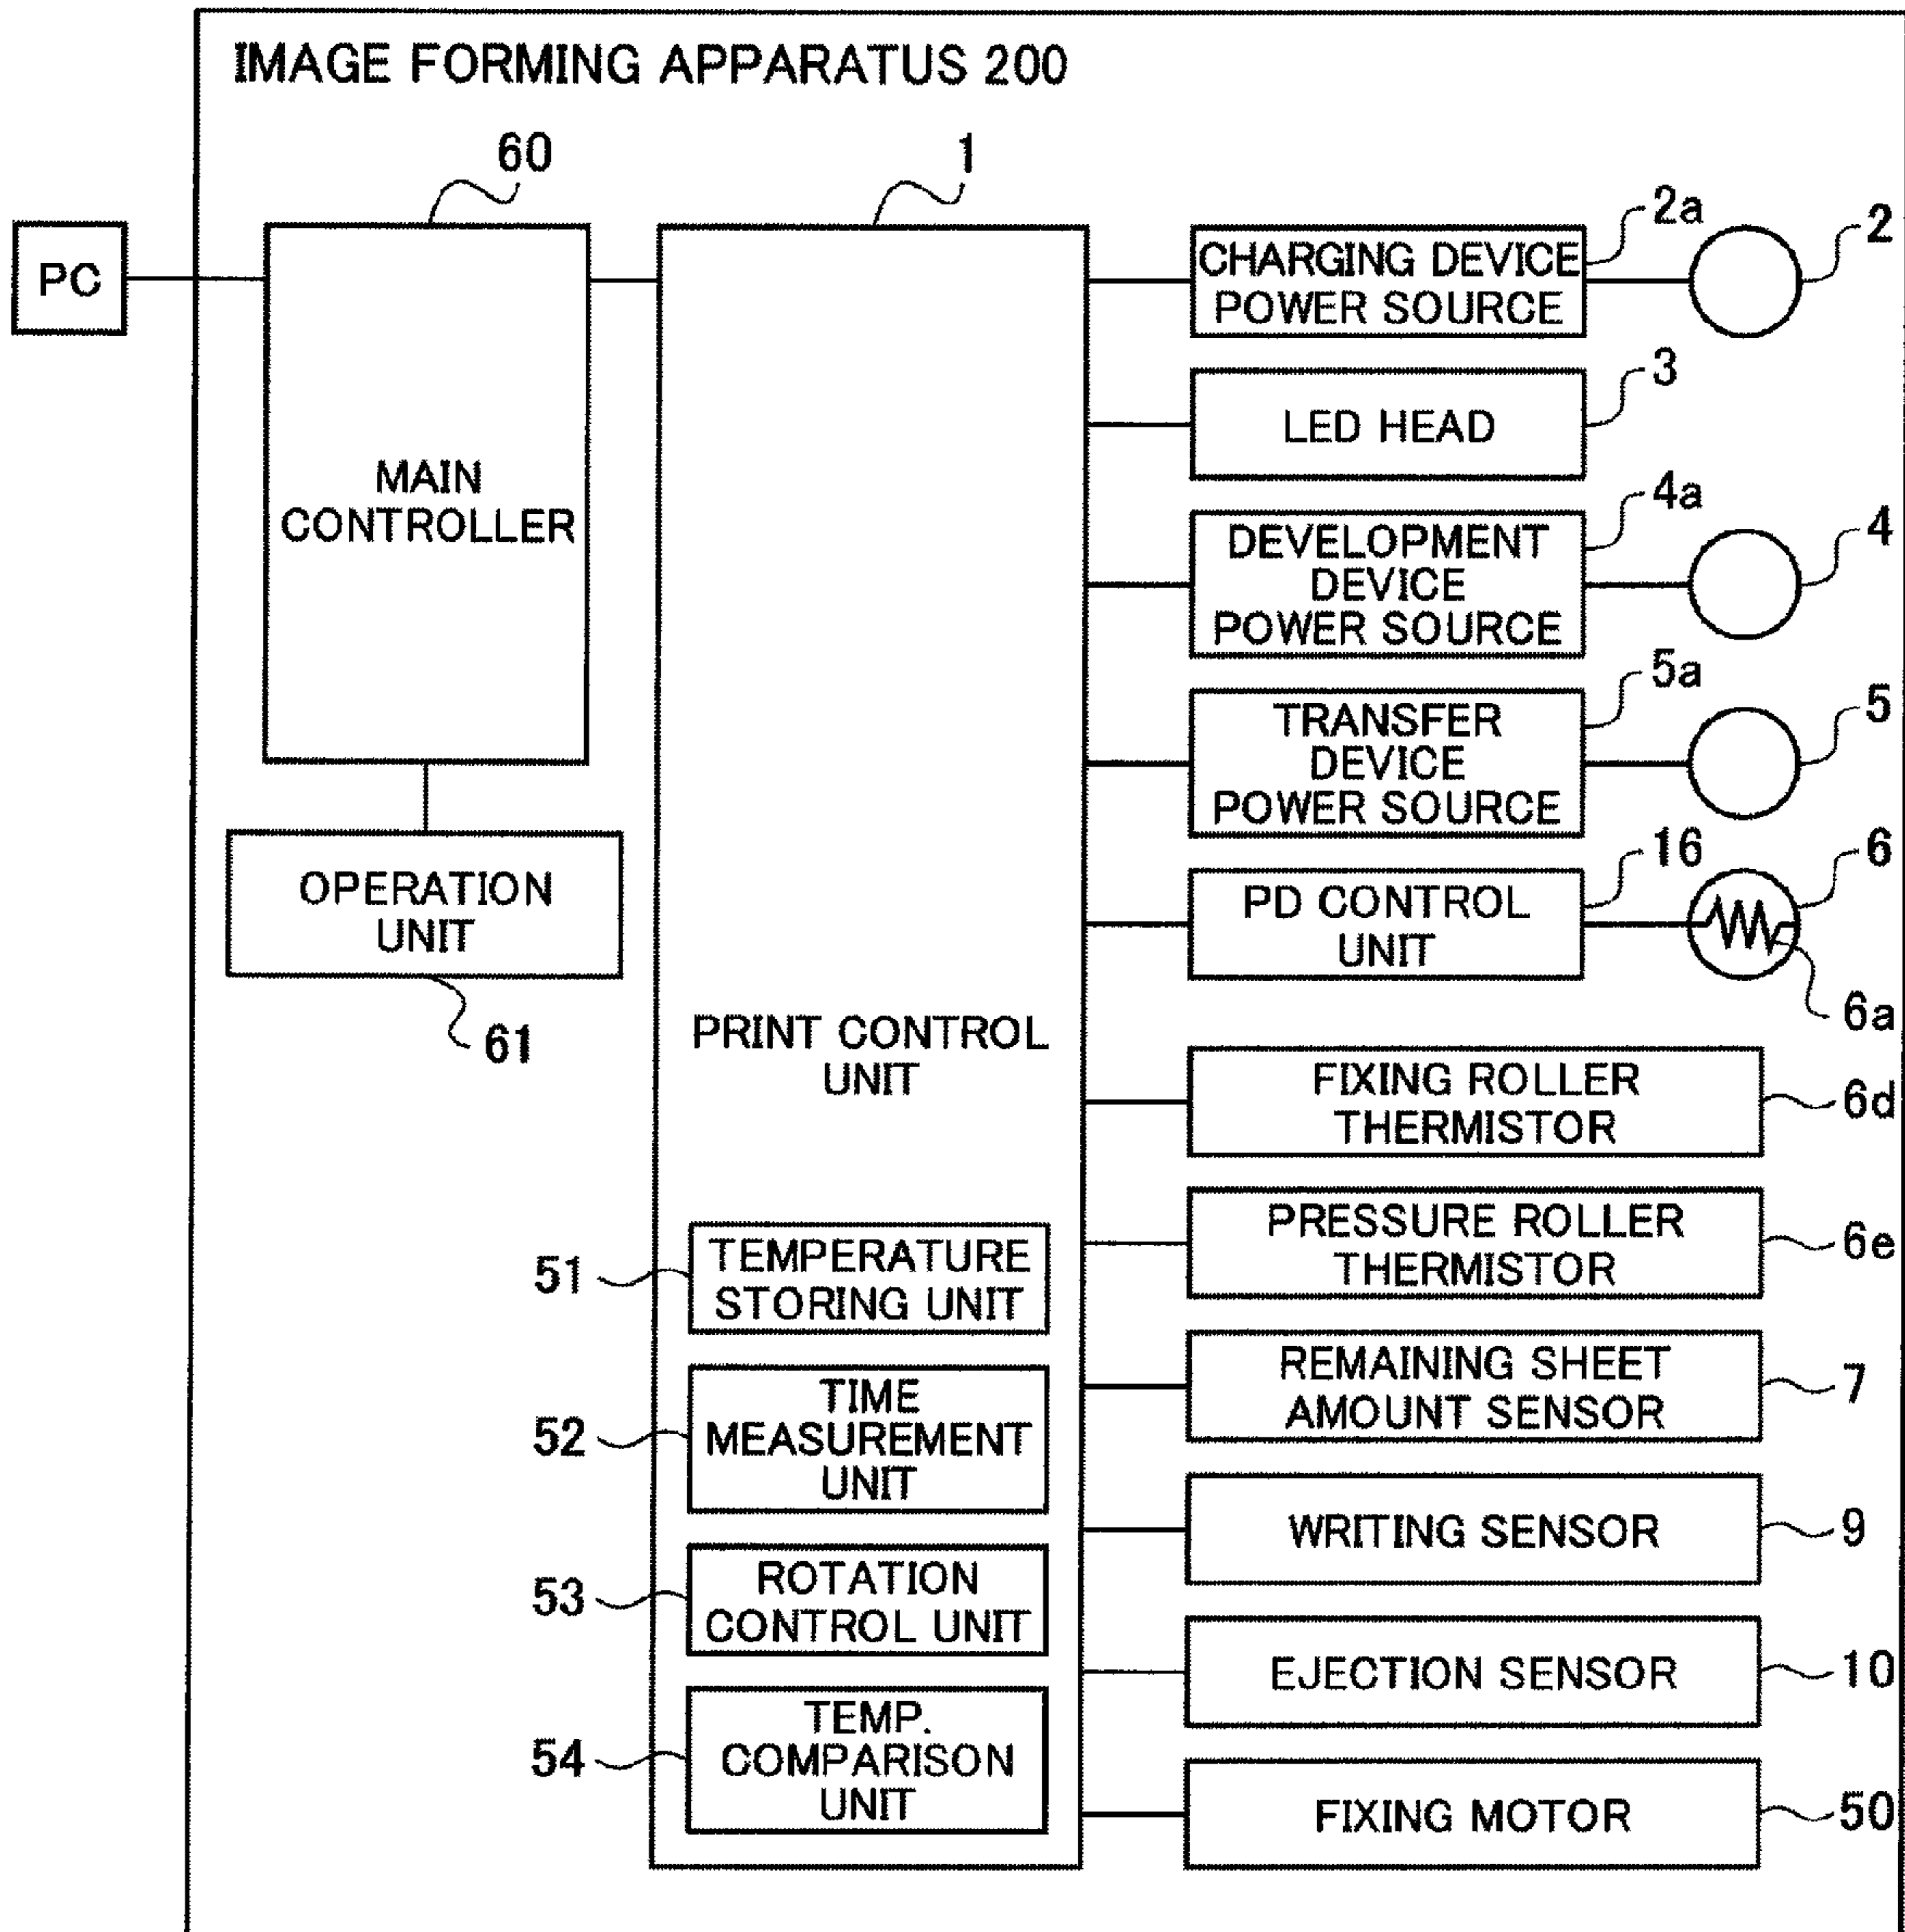 IMAGE FORMING APPARATUS 200
60
1
PC
MAIN
CONTROLLER
OPERATION
UNIT
61
PRINT CONTROL
UNIT
51
TEMPERATURE
STORING UNIT
52
TIME
MEASUREMENT
UNIT
53
ROTATION
CONTROL UNIT
54
TEMP.
COMPARISON
UNIT
2a
2
CHARGING DEVICE
POWER SOURCE
3
LED HEAD
4a
4
DEVELOPMENT
DEVICE
POWER SOURCE
5a
5
TRANSFER
DEVICE
POWER SOURCE
16
6
PD CONTROL
UNIT
6a
FIXING ROLLER
THERMISTOR
6d
PRESSURE ROLLER
THERMISTOR
6e
REMAINING SHEET
AMOUNT SENSOR
7
WRITING SENSOR
9
EJECTION SENSOR
10
FIXING MOTOR
50